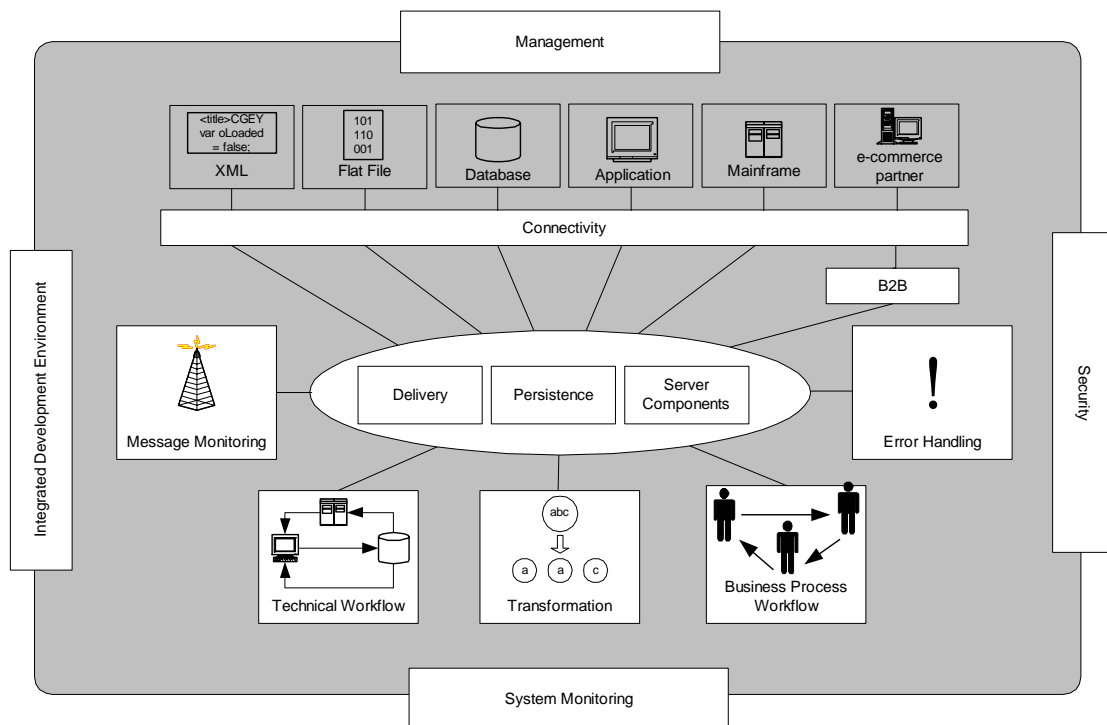 Management
<title>CGEY
var oLoaded
= false;
XML
101
110
001
Flat File
Database
Application
Mainframe
e-commerce
partner
Connectivity
B2B
Integrated Development Environment
Security
Message Monitoring
Delivery
Persistence
Server
Components
!
Error Handling
Technical Workflow
abc
a
a
c
Transformation
Business Process
Workflow
System Monitoring